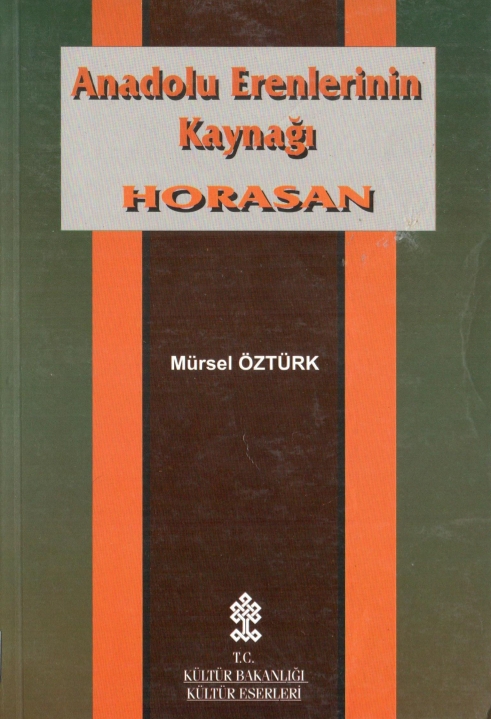 Anadolu Erenlerinin
Kaynağı
HORASAN
Mürsel ÖZTÜRK
T.C.
KÜLTÜR BAKANLIĞI
KÜLTÜR ESERLERİ